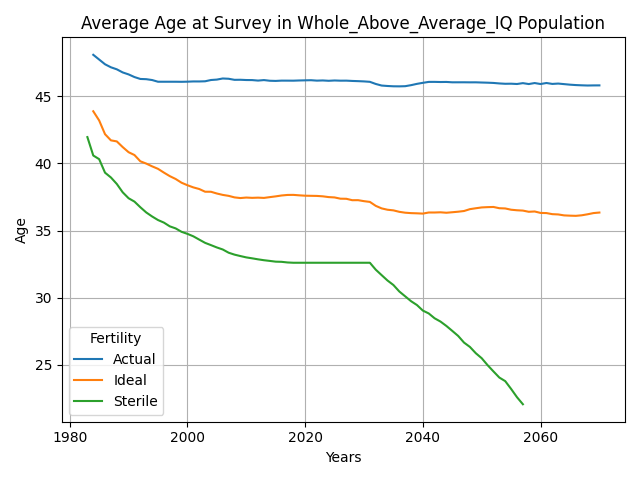 Average Age at Survey in Whole_Above_Average_IQ Population
Age
45
40
35
30
25
Fertility
Actual
Ideal
Sterile
1980
2000
2020
2040
2060
Years